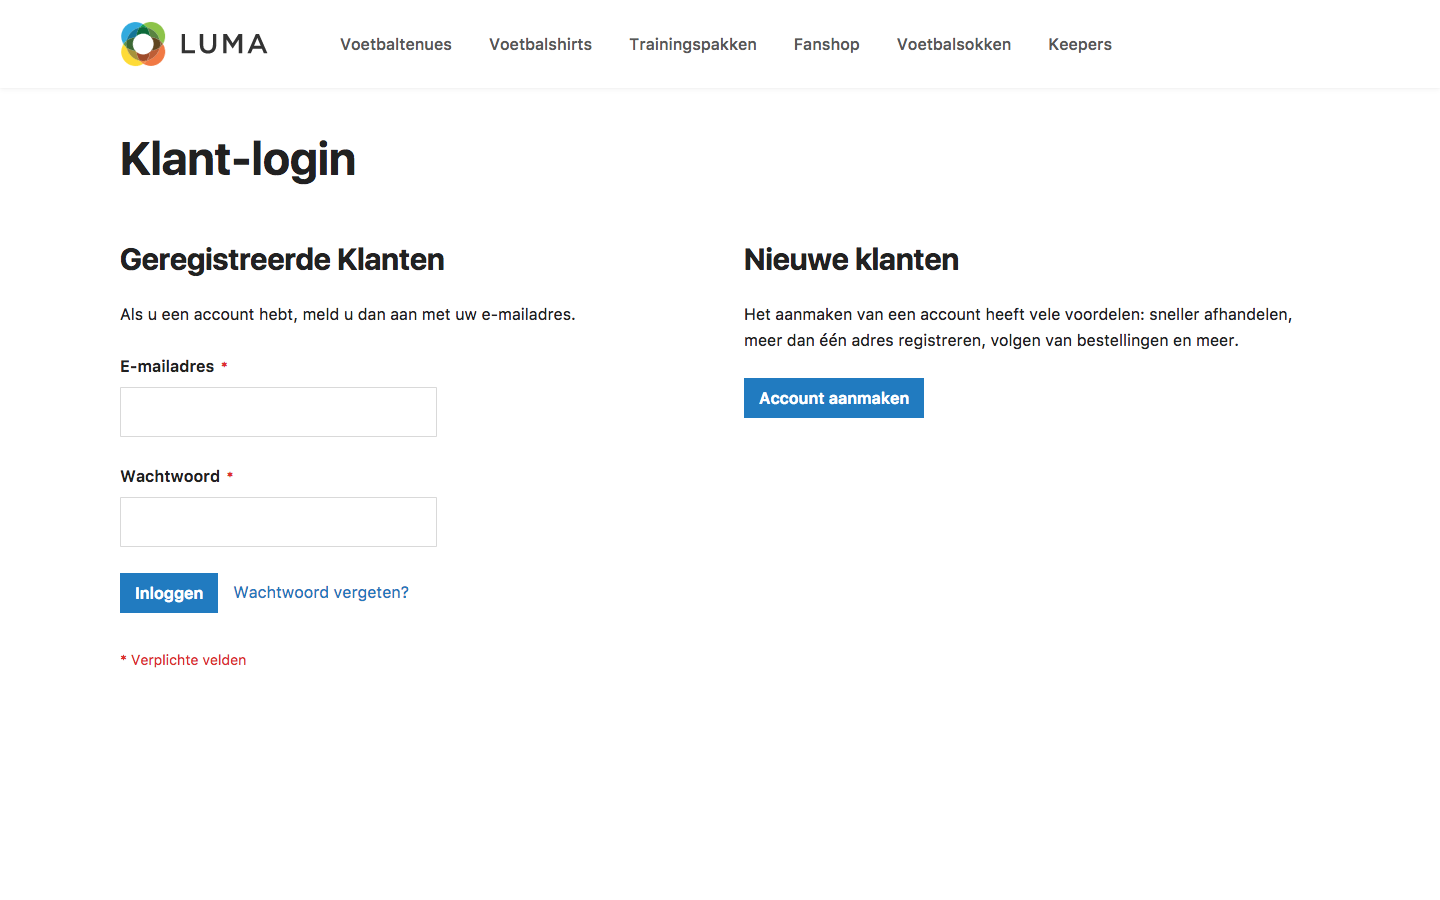 LUMA
Voetbaltenues Voetbalshirts Trainingspakken Fanshop Voetbalsokken Keepers
Klant-login
Geregistreerde Klanten
Als u een account hebt, meld u dan aan met uw e-mailadres.
E-mailadres *
Wachtwoord *
Inloggen Wachtwoord vergeten?
* Verplichte velden
Nieuwe klanten
Het aanmaken van een account heeft vele voordelen: sneller afhandelen,
meer dan één adres registreren, volgen van bestellingen en meer.
Account aanmaken